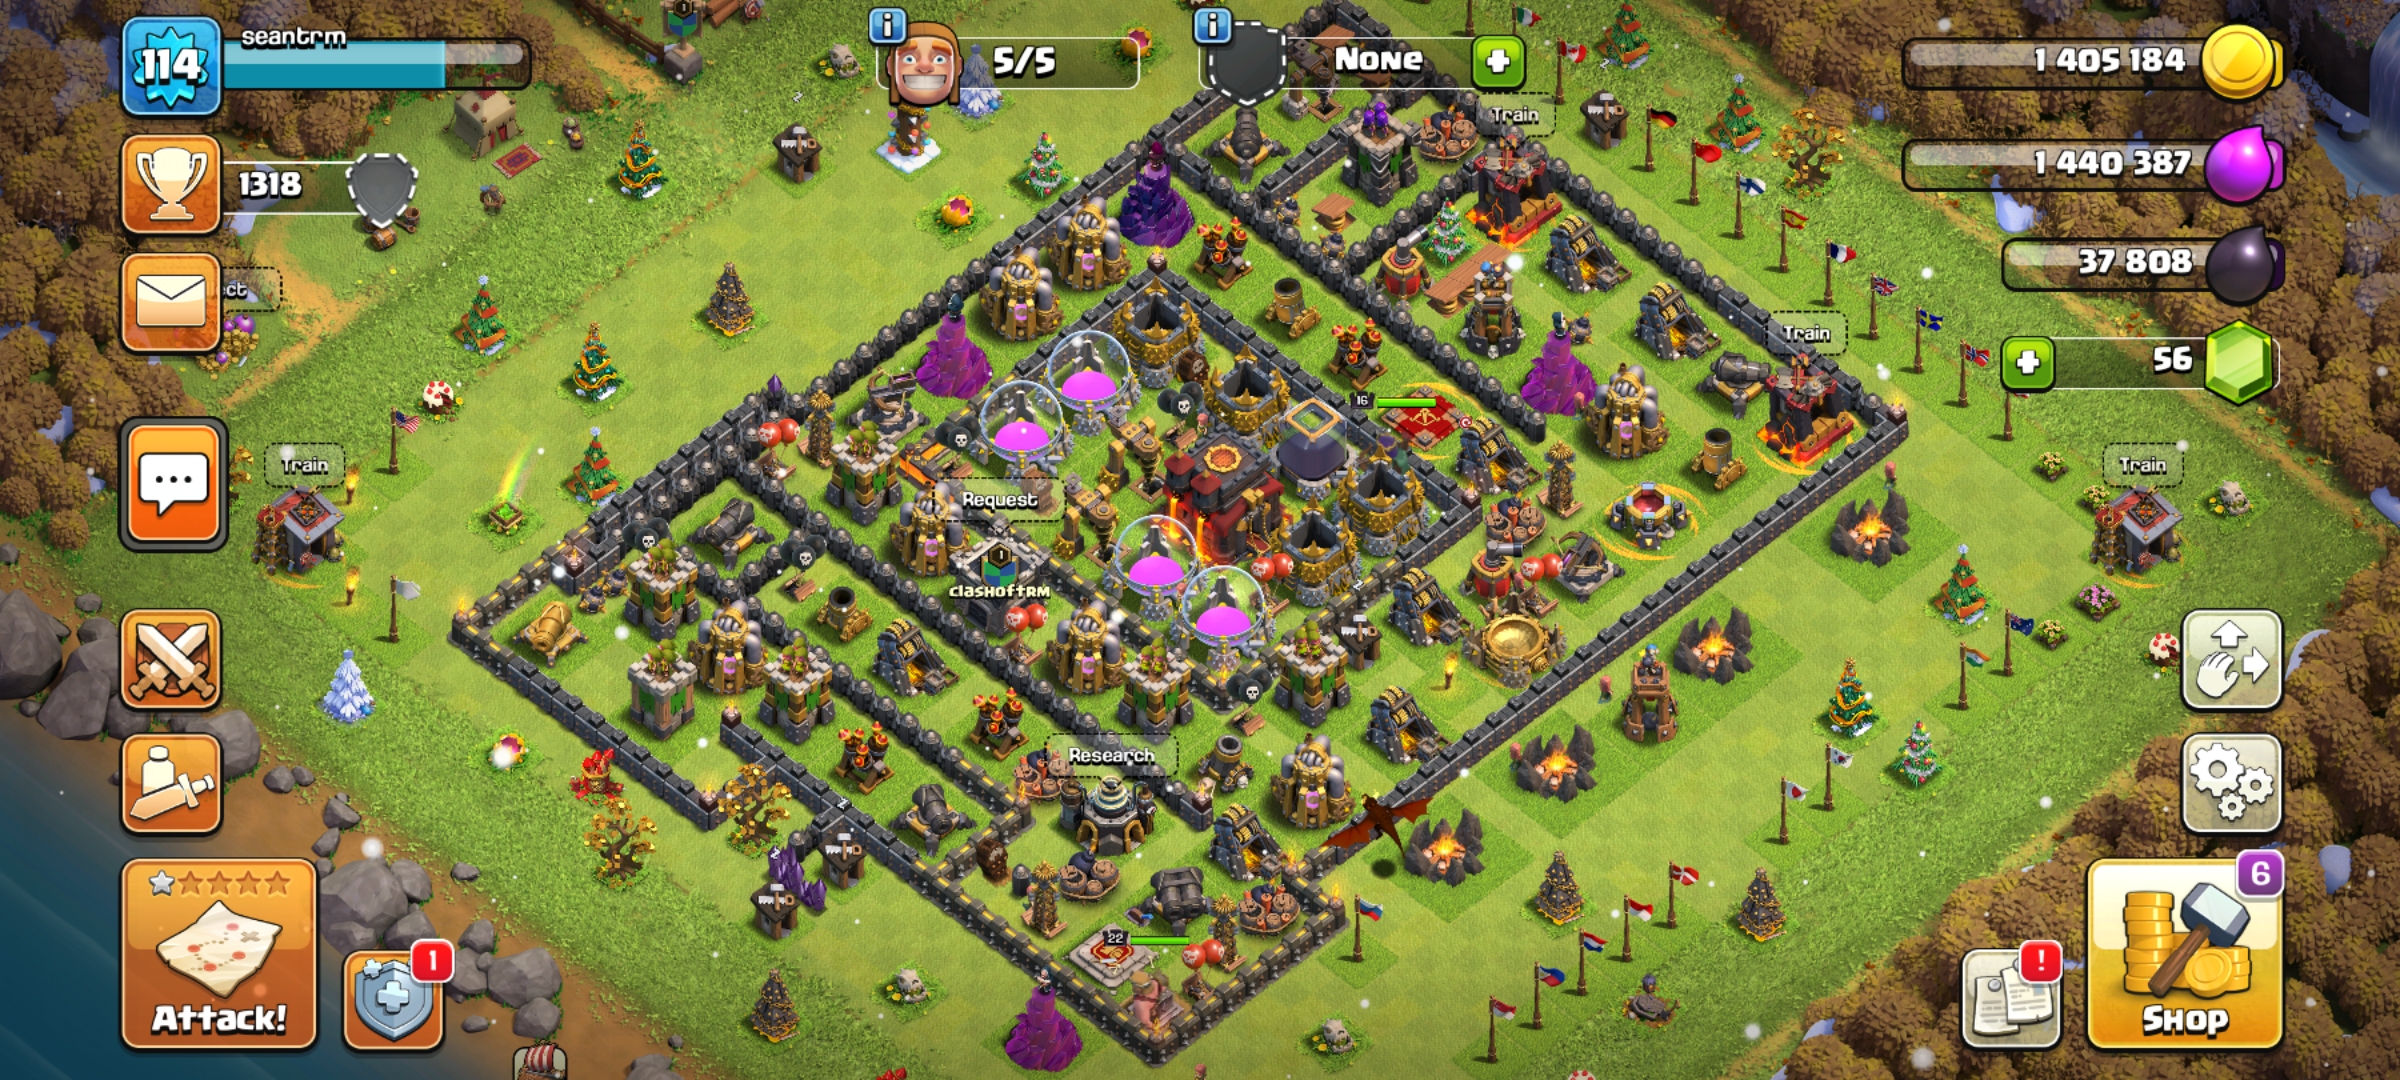 seantrm
114
5/5
None
1 405 184
1318
1 440 387
37 808
56
Train
ect
Train
Train
Train
16
Request
clashoftRM
Research
22
6
Attack!
1
!
Shop